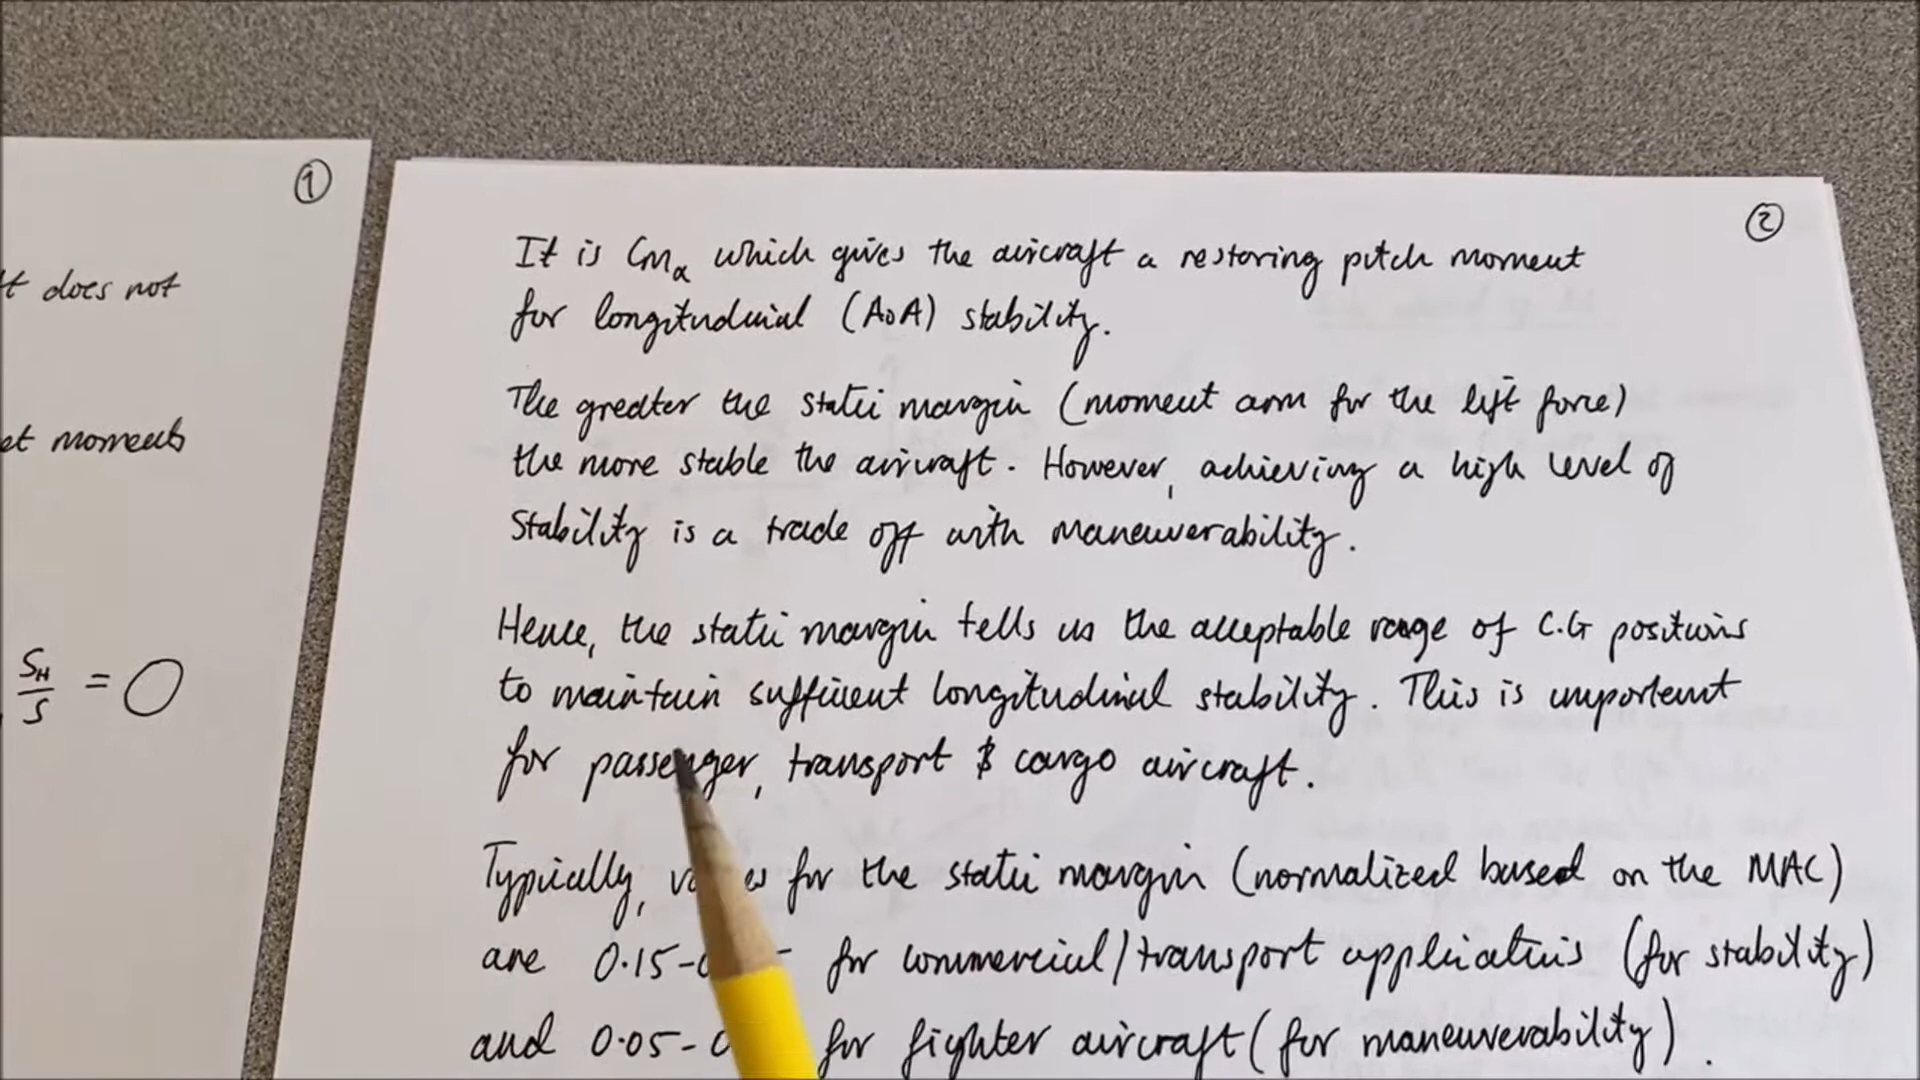 ①
t does not
et moments
S_H/S = 0
②
It is Cm_α which gives the aircraft a restoring pitch moment
for longitudinal (AoA) stability.
The greater the static margin (moment arm for the lift force)
the more stable the aircraft. However, achieving a high level of
stability is a trade off with maneuverability.
Hence, the static margin tells us the acceptable range of C.G positions
to maintain sufficient longitudinal stability. This is important
for passenger, transport & cargo aircraft.
Typically, for the static margin (normalized based on the MAC)
are 0.15- for commercial/transport applications (for stability)
and 0.05- for fighter aircraft (for maneuverability).